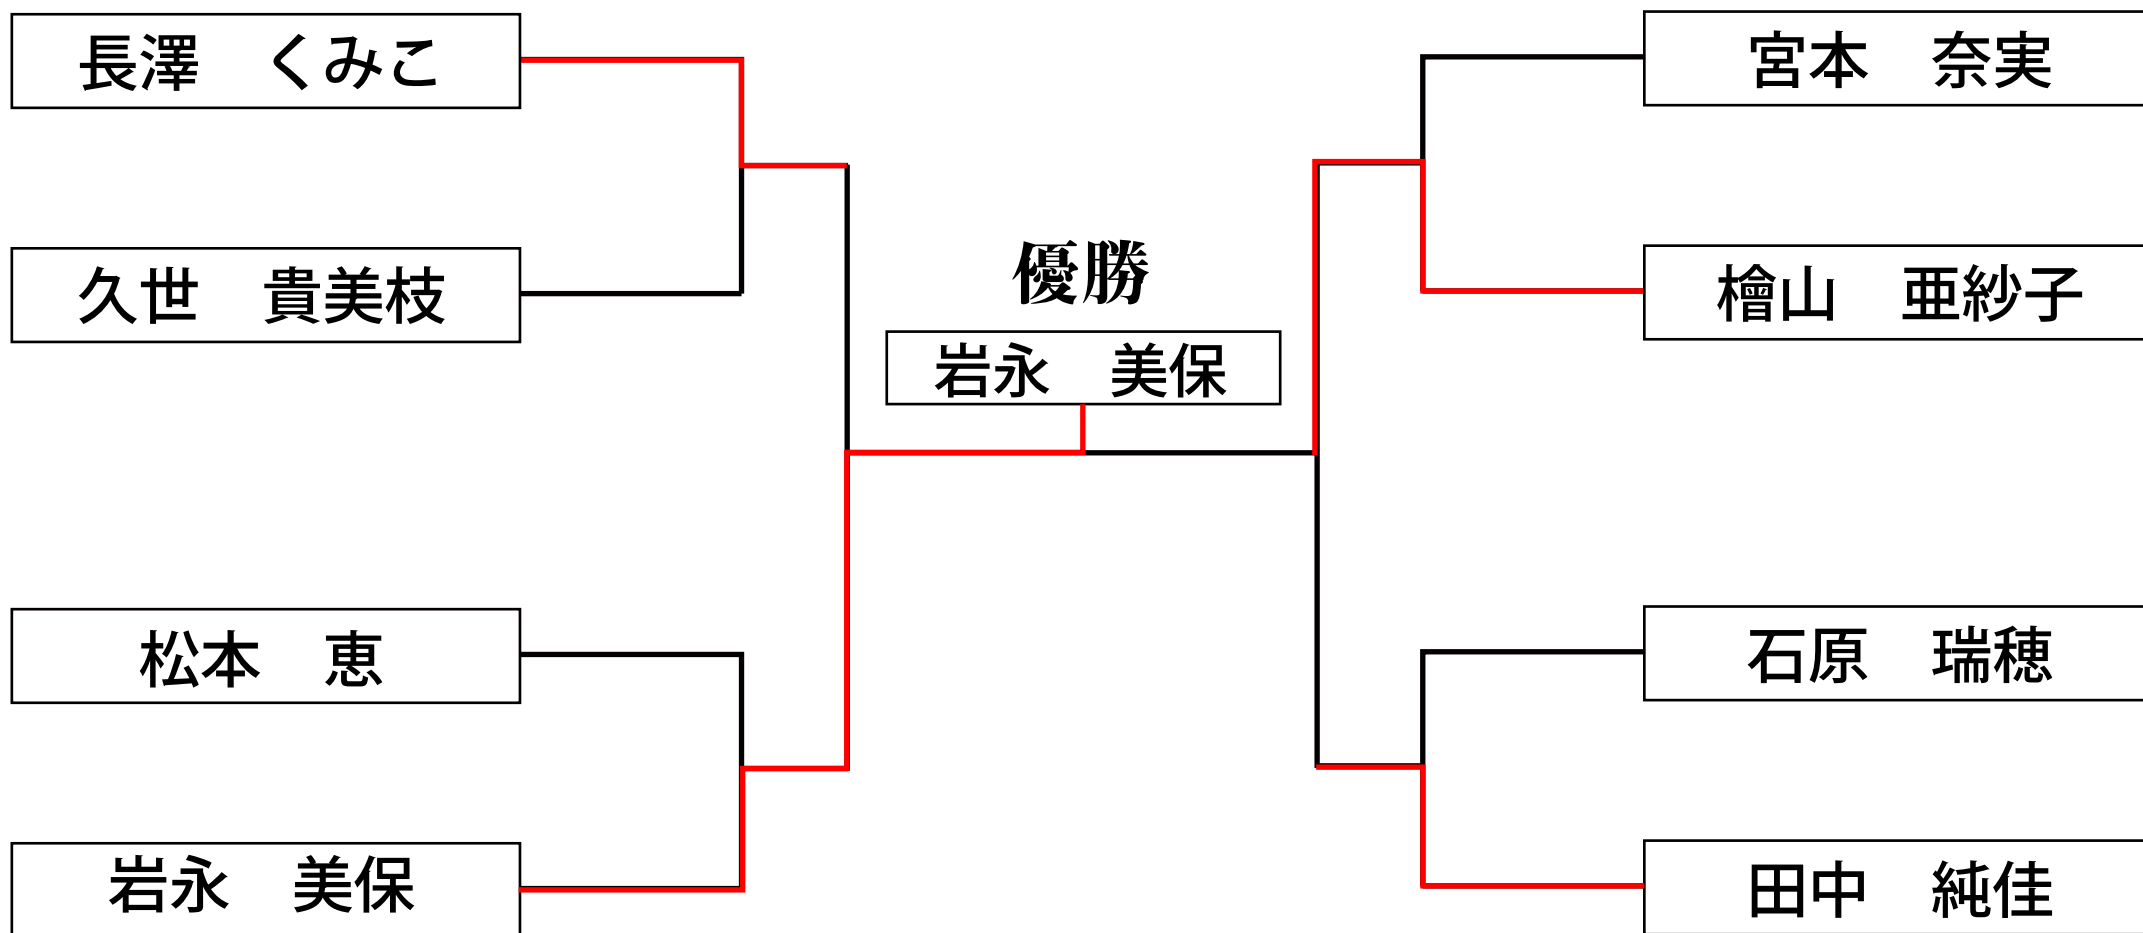 長澤　くみこ
久世　貴美枝
松本　恵
岩永　美保
優勝
岩永　美保
宮本　奈実
檜山　亜紗子
石原　瑞穂
田中　純佳